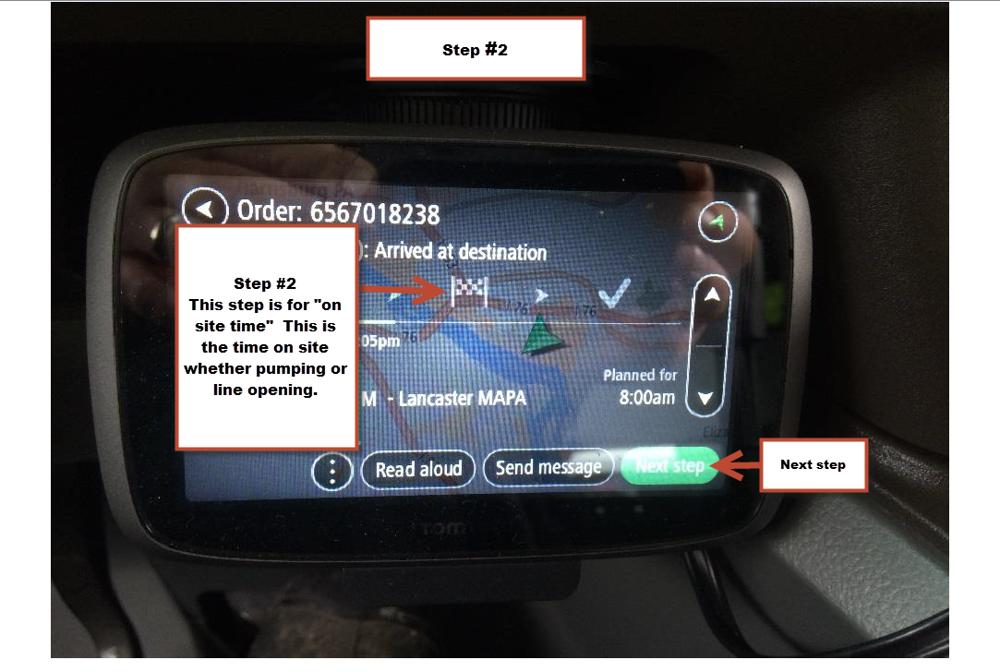 Step #2
Order: 6567018238
): Arrived at destination
Step #2
This step is for "on
site time" This is
the time on site
whether pumping or
line opening.
76
76
76
05pm
Planned for
8:00am
M - Lancaster MAPA
Eliza
Read aloud
Send message
Next step
Next step
TOM